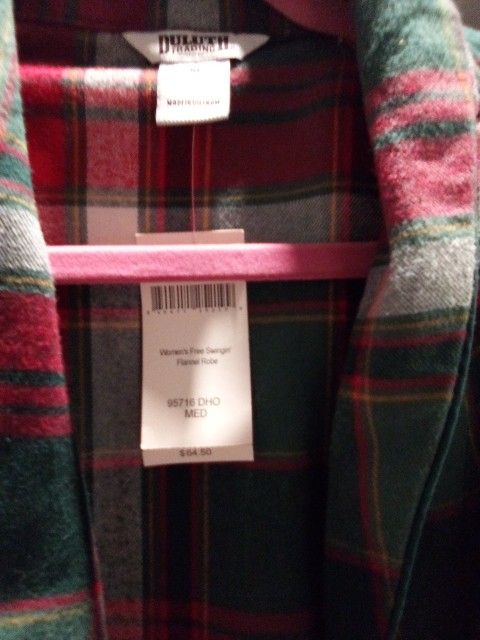 DULUTH
TRADING
Women's Free Swingin'
Flannel Robe
95716 DHO
MED
$64.50